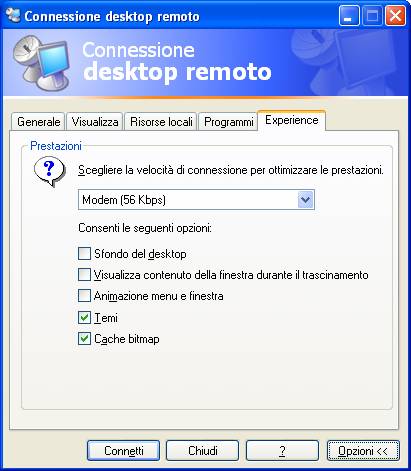 Connessione desktop remoto
Connessione
desktop remoto
Generale Visualizza Risorse locali Programmi Experience
Prestazioni
Scegliere la velocità di connessione per ottimizzare le prestazioni.
Modem (56 Kbps)
Consenti le seguenti opzioni:
Sfondo del desktop
Visualizza contenuto della finestra durante il trascinamento
Animazione menu e finestra
Temi
Cache bitmap
Connetti Chiudi ? Opzioni <<